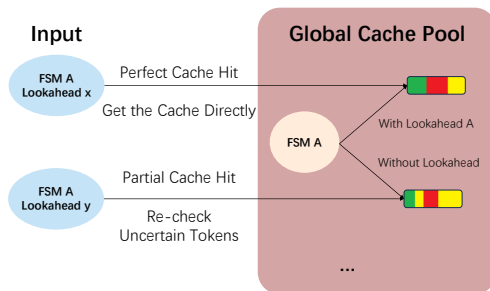 Input
Global Cache Pool
FSM A
Lookahead x
Perfect Cache Hit
Get the Cache Directly
With Lookahead A
FSM A
Without Lookahead
FSM A
Lookahead y
Partial Cache Hit
Re-check
Uncertain Tokens
...